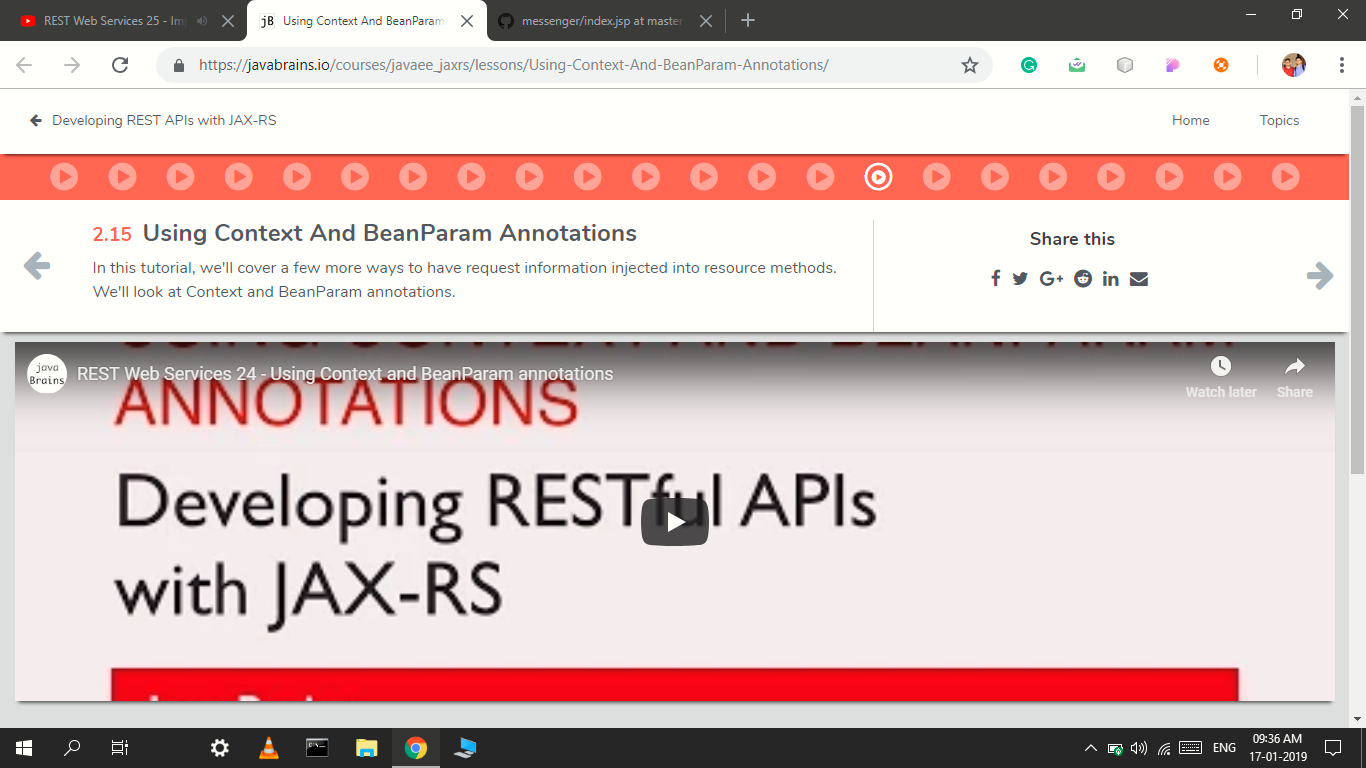 REST Web Services 25 - Im
jB Using Context And BeanParam
messenger/index.jsp at master
https://javabrains.io/courses/javaee_jaxrs/lessons/Using-Context-And-BeanParam-Annotations/
Developing REST APIs with JAX-RS
Home
Topics
2.15 Using Context And BeanParam Annotations
In this tutorial, we'll cover a few more ways to have request information injected into resource methods.
We'll look at Context and BeanParam annotations.
Share this
USING CONTEXT AND BEANPARAM
java
Brains
REST Web Services 24 - Using Context and BeanParam annotations
Watch later
Share
ANNOTATIONS
Developing RESTful APIs
with JAX-RS
ENG
09:36 AM
17-01-2019